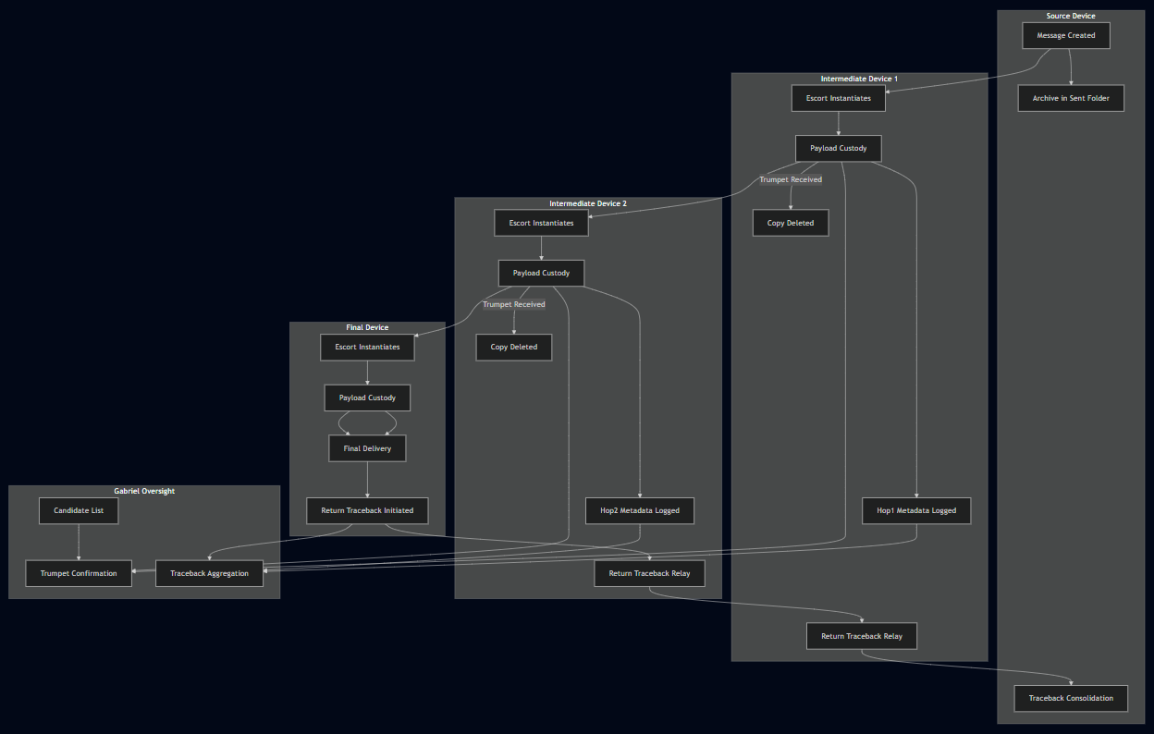 Source Device
Message Created
Archive in Sent Folder
Traceback Consolidation
Intermediate Device 1
Escort Instantiates
Payload Custody
Trumpet Received
Copy Deleted
Hop1 Metadata Logged
Return Traceback Relay
Intermediate Device 2
Escort Instantiates
Payload Custody
Trumpet Received
Copy Deleted
Hop2 Metadata Logged
Return Traceback Relay
Final Device
Escort Instantiates
Payload Custody
Final Delivery
Return Traceback Initiated
Gabriel Oversight
Candidate List
Trumpet Confirmation
Traceback Aggregation